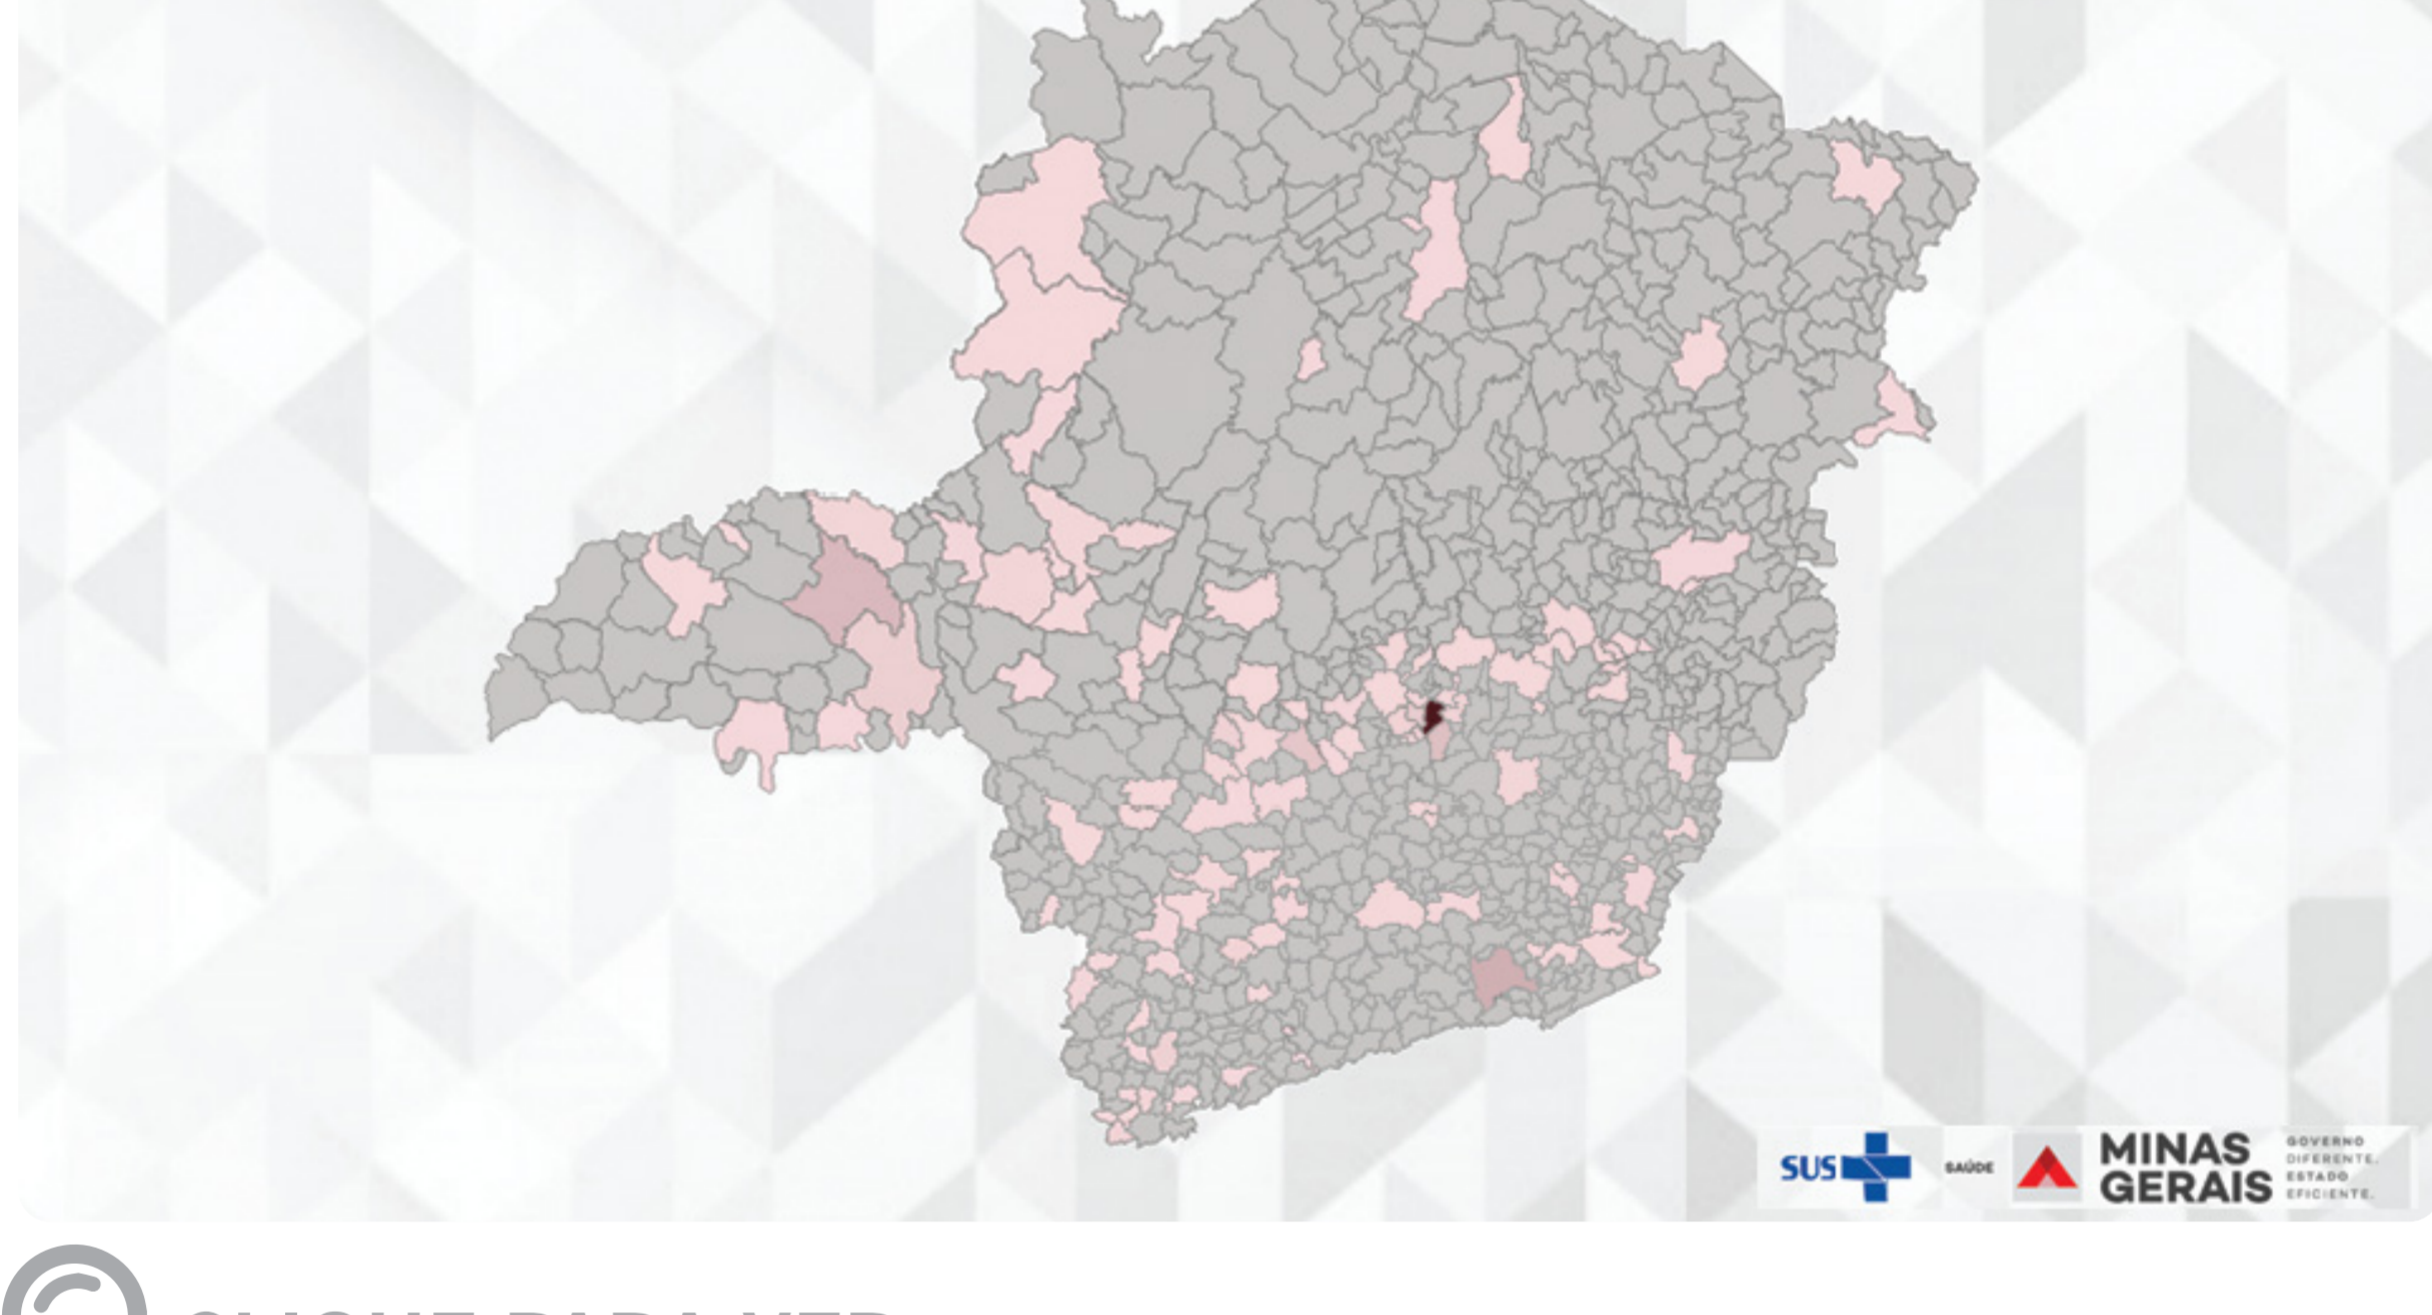 SUS
SAÚDE
MINAS
GERAIS
GOVERNO
DIFERENTE.
ESTADO
EFICIENTE.